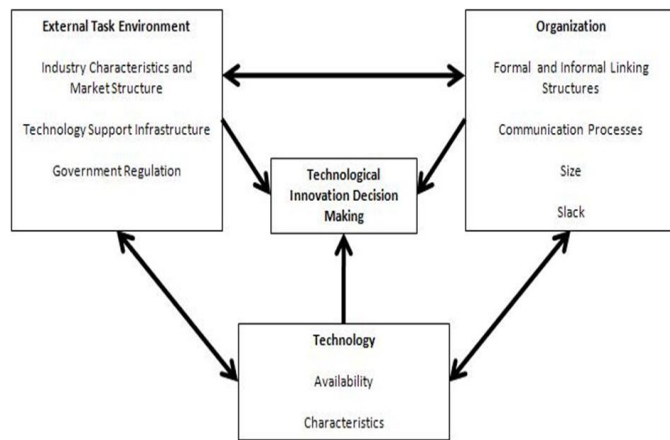 External Task Environment
Industry Characteristics and
Market Structure
Technology Support Infrastructure
Government Regulation
Organization
Formal and Informal Linking
Structures
Communication Processes
Size
Slack
Technological
Innovation Decision
Making
Technology
Availability
Characteristics